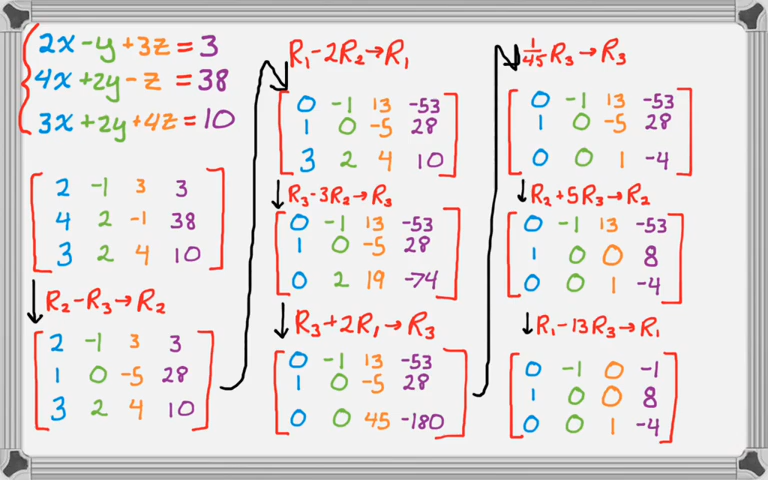 2x - y + 3z = 3
4x + 2y - z = 38
3x + 2y + 4z = 10
2 -1 3 3
4 2 -1 38
3 2 4 10
R₂ - R₃ → R₂
2 -1 3 3
1 0 -5 28
3 2 4 10
R₁ - 2R₂ → R₁
0 -1 13 -53
1 0 -5 28
3 2 4 10
R₃ - 3R₂ → R₃
0 -1 13 -53
1 0 -5 28
0 2 19 -74
R₃ + 2R₁ → R₃
0 -1 13 -53
1 0 -5 28
0 0 45 -180
1/45 R₃ → R₃
0 -1 13 -53
1 0 -5 28
0 0 1 -4
R₂ + 5R₃ → R₂
0 -1 13 -53
1 0 0 8
0 0 1 -4
R₁ - 13R₃ → R₁
0 -1 0 -1
1 0 0 8
0 0 1 -4